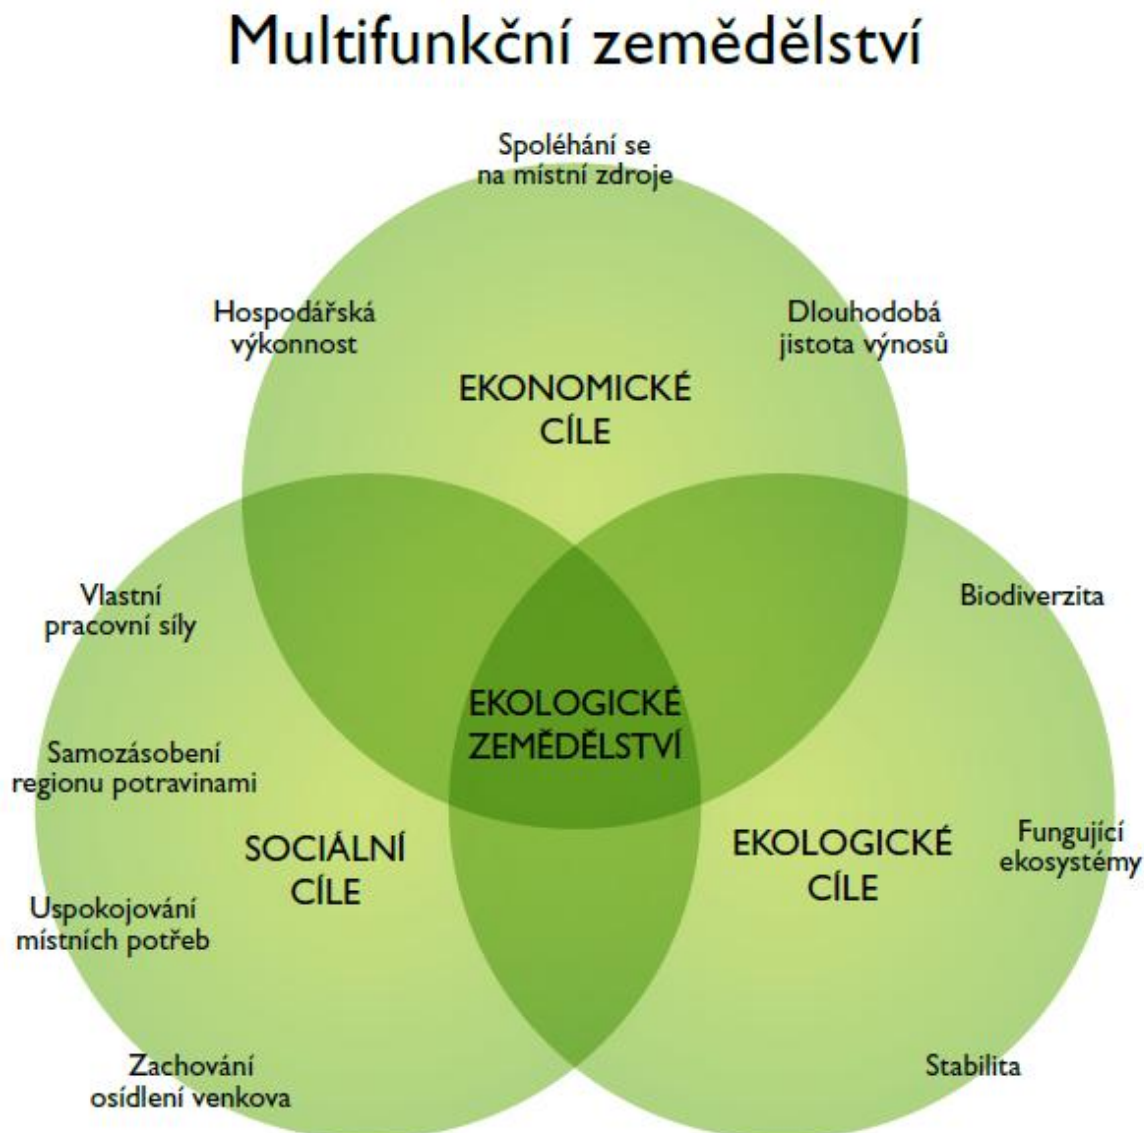 Multifunkční zemědělství
Spoléhání se
na místní zdroje
Hospodářská
výkonnost
Dlouhodobá
jistota výnosů
EKONOMICKÉ
CÍLE
Vlastní
pracovní síly
Biodiverzita
EKOLOGICKÉ
ZEMĚDĚLSTVÍ
Samozásobení
regionu potravinami
SOCIÁLNÍ
CÍLE
EKOLOGICKÉ
CÍLE
Fungující
ekosystémy
Uspokojování
místních potřeb
Zachování
osídlení venkova
Stabilita